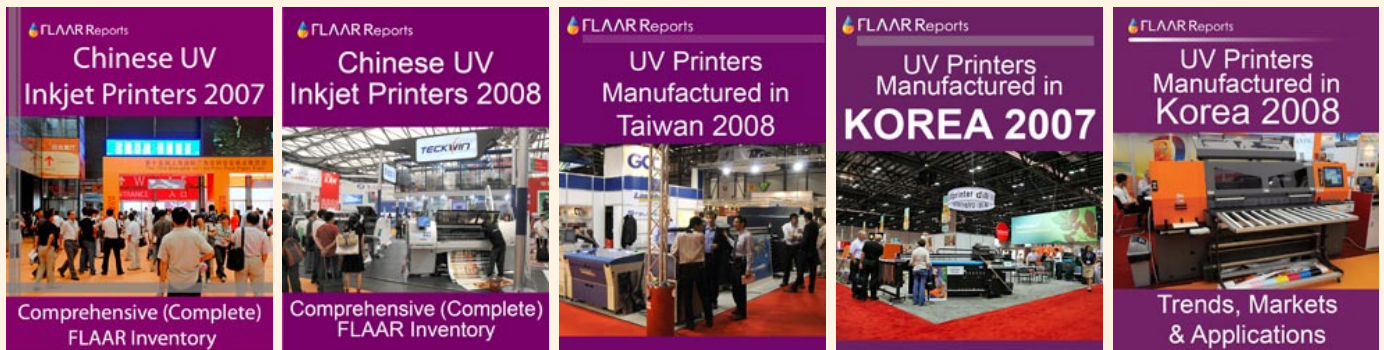 FLAAR Reports
Chinese UV
Inkjet Printers 2007
ENTRANCE
Comprehensive (Complete)
FLAAR Inventory
FLAAR Reports
Chinese UV
Inkjet Printers 2008
TECKWIN
Comprehensive (Complete)
FLAAR Inventory
FLAAR Reports
UV Printers
Manufactured in
Taiwan 2008
FLAAR Reports
UV Printers
Manufactured in
KOREA 2007
FLAAR Reports
UV Printers
Manufactured in
Korea 2008
Trends, Markets
& Applications